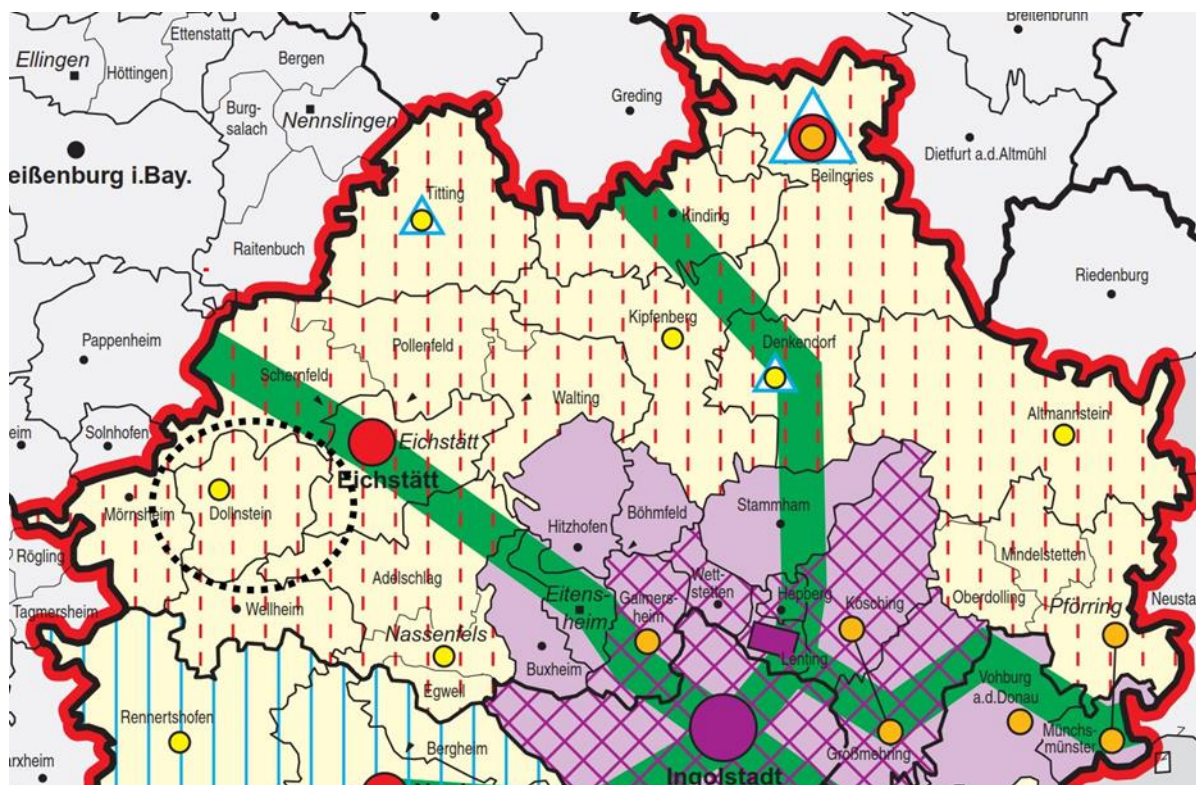 Ettenstatt
Breitenbrunn
Ellingen
Höttingen
Bergen
Burg-
salach
Nennslingen
Greding
Dietfurt a.d.Altmühl
eißenburg i.Bay.
Beilngries
Titting
Kinding
Raitenbuch
Riedenburg
Pappenheim
Kipfenberg
Denkendorf
Pollenfeld
Schernfeld
Walting
Altmannstein
eim
Solnhofen
Eichstätt
Eichstätt
Mörnsheim
Dollnstein
Hitzhofen
Böhmfeld
Stammham
Rögling
Mindelstetten
Adelschlag
Wett-
stetten
Tagmersheim
Wellheim
Eitens-
heim
Gaimers-
heim
Hepberg
Kösching
Oberdolling
Pförring
Neusta
Nassenfels
Buxheim
Lenting
Egweil
Vohburg
a.d.Donau
Rennertshofen
Bergheim
Großmehring
Münchs-
münster
arxheim
Ingolstadt